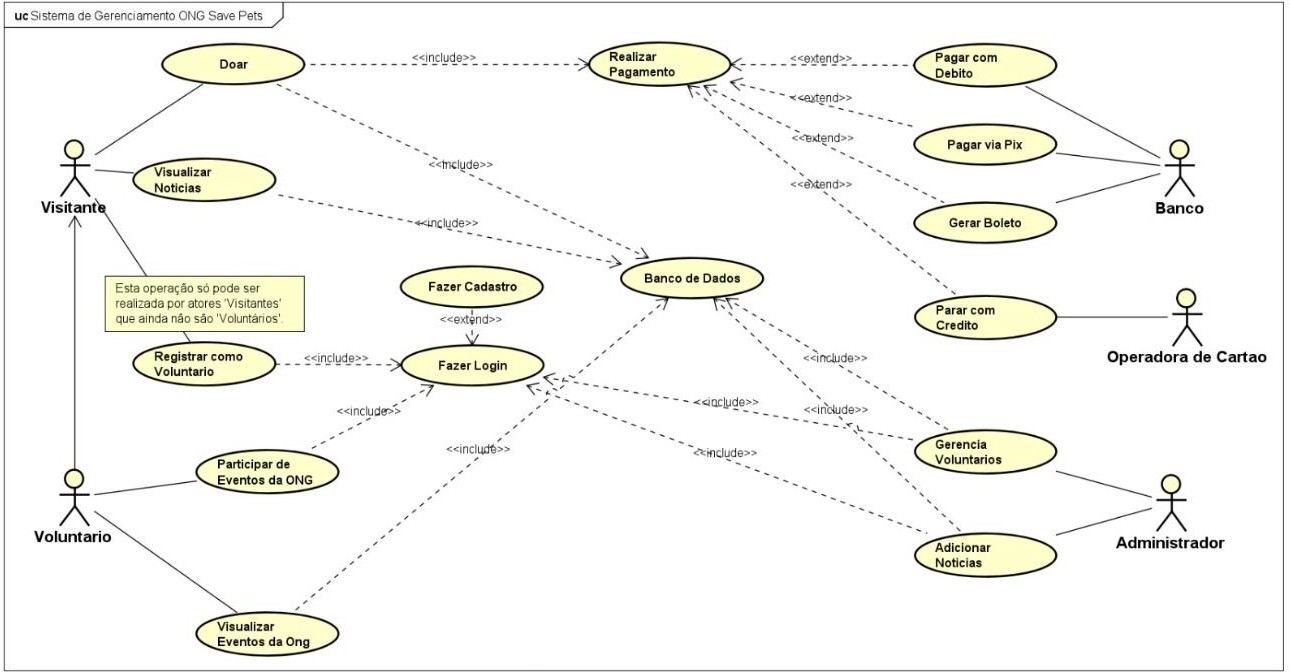 uc Sistema de Gerenciamento ONG Save Pets
Doar
<<include>>
Realizar
Pagamento
<<extend>>
Pagar com
Debito
<<extend>>
Pagar via Pix
<<extend>>
<<extend>>
Gerar Boleto
Banco
Visitante
Visualizar
Noticias
<<include>>
<<include>>
Banco de Dados
Fazer Cadastro
<<extend>>
Esta operação só pode ser
realizada por atores 'Visitantes'
que ainda não são 'Voluntários'.
Parar com
Credito
Operadora de Cartao
Registrar como
Voluntario
<<include>>
Fazer Login
<<include>>
<<include>>
<<include>>
<<include>>
<<include>>
<<include>>
Gerencia
Voluntarios
Participar de
Eventos da ONG
Voluntario
Administrador
Adicionar
Noticias
Visualizar
Eventos da Ong